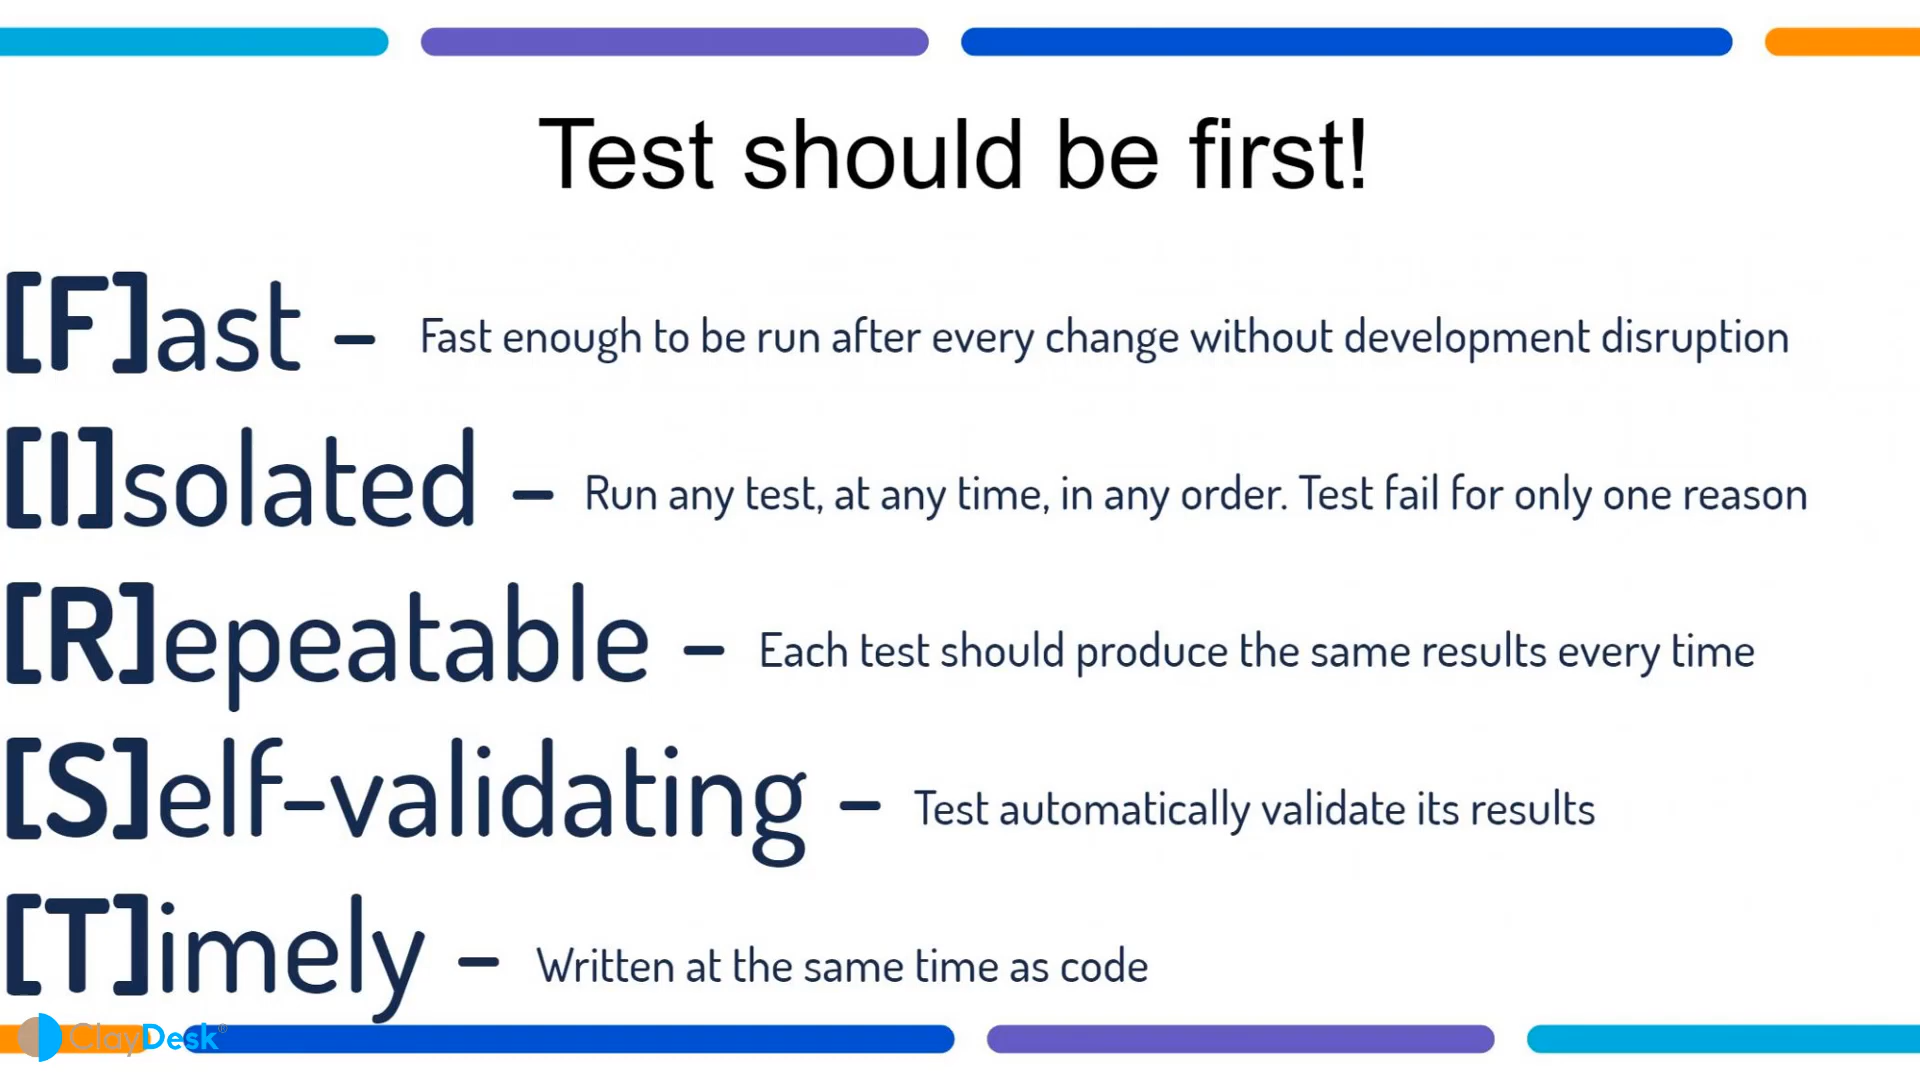 Test should be first!
[F]ast – Fast enough to be run after every change without development disruption
[I]solated – Run any test, at any time, in any order. Test fail for only one reason
[R]epeatable – Each test should produce the same results every time
[S]elf-validating – Test automatically validate its results
[T]imely – Written at the same time as code
ClayDesk®